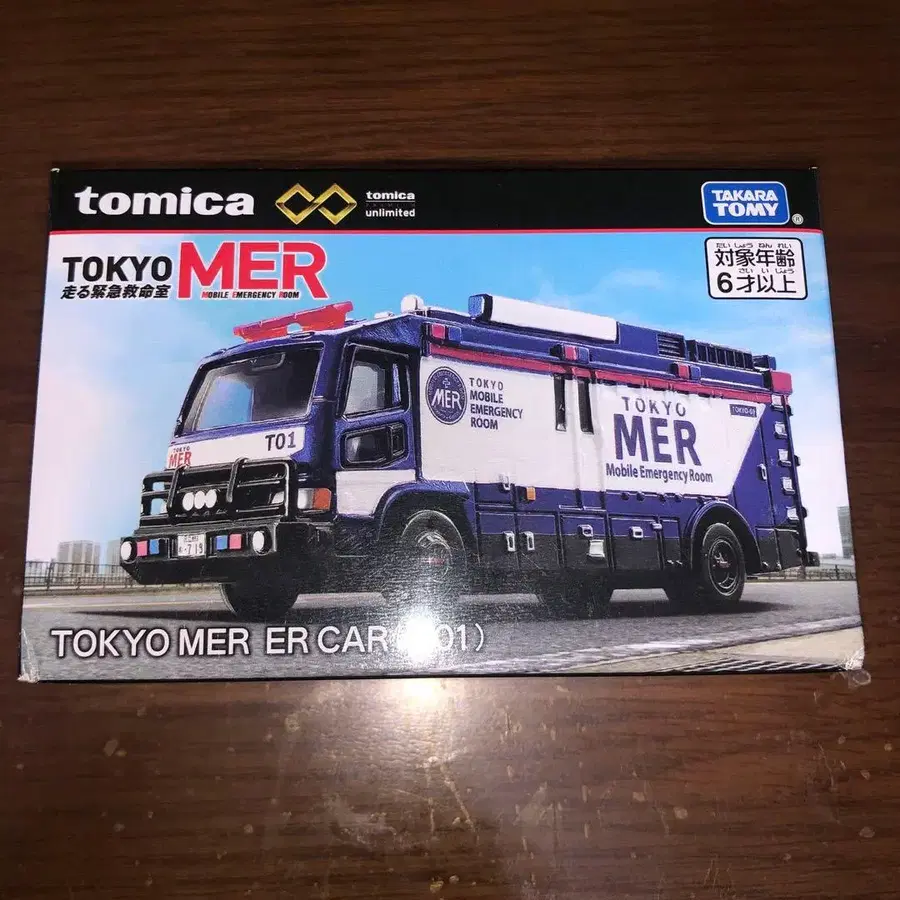 tomica
tomica
PREMIUM
unlimited
TAKARA
TOMY
®
TOKYO
MER
走る緊急救命室
MOBILE EMERGENCY ROOM
たいしょうねんれい
対象年齢
さいいじょう
6才以上
MER
TOKYO
MOBILE
EMERGENCY
ROOM
TOKYO
MER
Mobile Emergency Room
TOKYO-01
T01
TOKYO
MER
・719
TOKYO MER ER CAR 01)